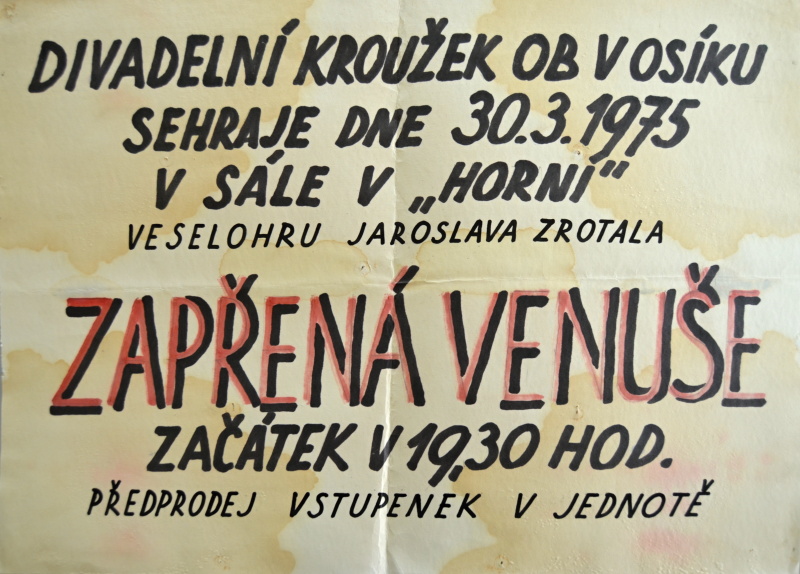 DIVADELNÍ KROUŽEK OB V OSÍKU
SEHRAJE DNE 30.3.1975
V SÁLE V „HORNÍ"
VESELOHRU JAROSLAVA ZROTALA
ZAPŘENÁ VENUŠE
ZAČÁTEK V 19,30 HOD.
PŘEDPRODEJ VSTUPENEK V JEDNOTĚ